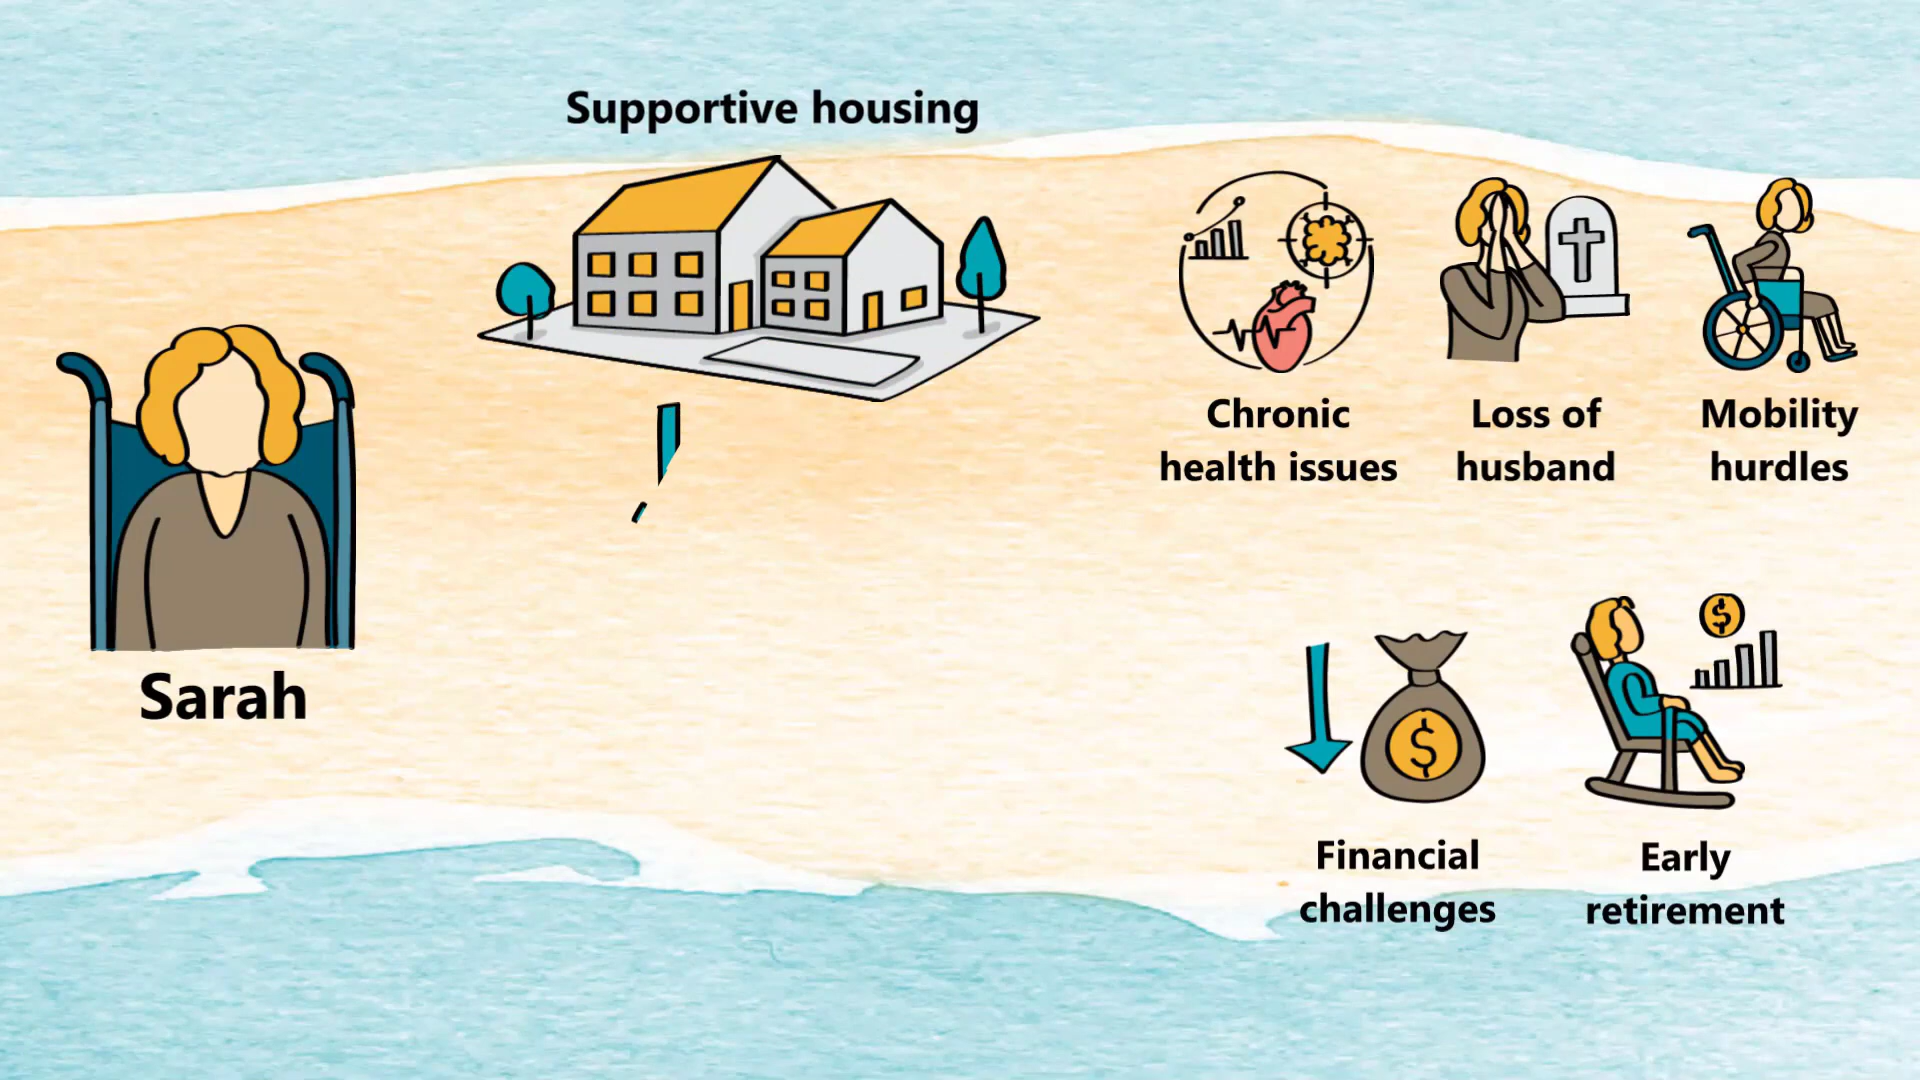 Supportive housing
Sarah
Chronic
health issues
Loss of
husband
Mobility
hurdles
$
Financial
challenges
$
Early
retirement